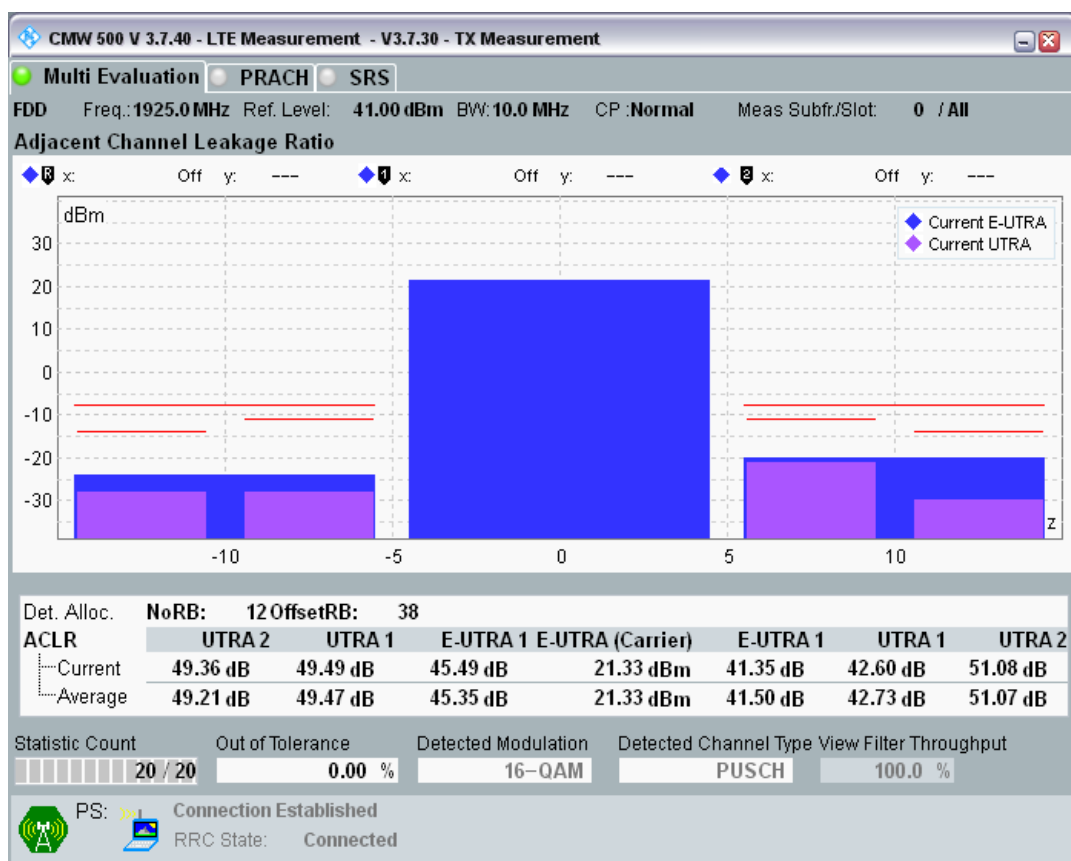 CMW 500 V 3.7.40 - LTE Measurement - V3.7.30 - TX Measurement
Multi Evaluation PRACH SRS
FDD Freq.: 1925.0 MHz Ref. Level: 41.00 dBm BW: 10.0 MHz CP :Normal Meas Subfr./Slot: 0 / All
Adjacent Channel Leakage Ratio
R x: Off y: --- 1 x: Off y: --- 2 x: Off y: ---
dBm
Current E-UTRA
Current UTRA
30
20
10
0
-10
-20
-30
z
-10 -5 0 5 10
Det. Alloc. NoRB: 12 OffsetRB: 38
ACLR UTRA 2 UTRA 1 E-UTRA 1 E-UTRA (Carrier) E-UTRA 1 UTRA 1 UTRA 2
Current 49.36 dB 49.49 dB 45.49 dB 21.33 dBm 41.35 dB 42.60 dB 51.08 dB
Average 49.21 dB 49.47 dB 45.35 dB 21.33 dBm 41.50 dB 42.73 dB 51.07 dB
Statistic Count Out of Tolerance Detected Modulation Detected Channel Type View Filter Throughput
20 / 20 0.00 % 16-QAM PUSCH 100.0 %
PS: Connection Established
RRC State: Connected